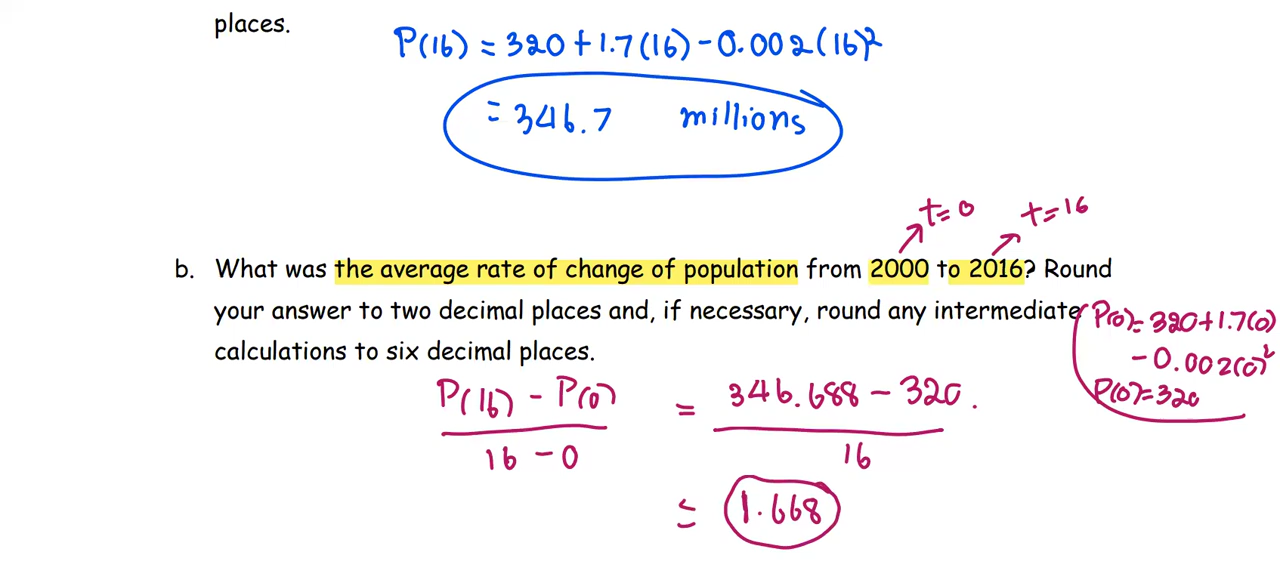 places.
P(16) = 320 + 1.7(16) - 0.002(16)²
= 346.7 millions
t=0 t=16
b. What was the average rate of change of population from 2000 to 2016? Round
your answer to two decimal places and, if necessary, round any intermediate
calculations to six decimal places.
P(0)= 320+1.7(0)
- 0.002(0)²
P(0)=320
P(16) - P(0) = 346.688 - 320.
16 - 0 16
= 1.668